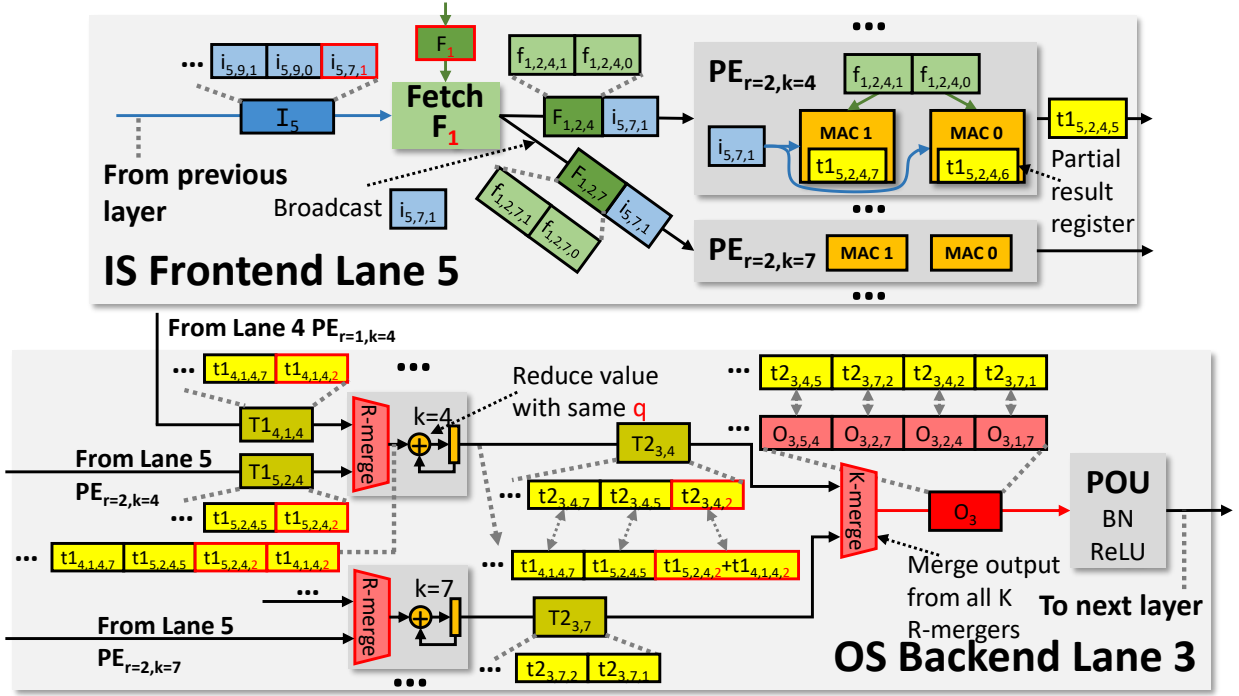 ... i5,9,1 i5,9,0 i5,7,1
I5
From previous
layer
IS Frontend Lane 5
F1
Fetch
F1
Broadcast i5,7,1
f1,2,4,1 f1,2,4,0
F1,2,4 i5,7,1
F1,2,7 i5,7,1
f1,2,7,1 f1,2,7,0
...
PEr=2,k=4
f1,2,4,1 f1,2,4,0
i5,7,1
MAC 1
t15,2,4,7
MAC 0
t15,2,4,6
t15,2,4,5
Partial
result
register
...
PEr=2,k=7
MAC 1
MAC 0
...
From Lane 4 PEr=1,k=4
... t14,1,4,7 t14,1,4,2
T14,1,4
From Lane 5
PEr=2,k=4
T15,2,4
... t15,2,4,5 t15,2,4,2
... t14,1,4,7 t15,2,4,5 t15,2,4,2 t14,1,4,2
...
R-merge
k=4
+
Reduce value
with same q
T23,4
... t23,4,7 t23,4,5 t23,4,2
... t14,1,4,7 t15,2,4,5 t15,2,4,2+t14,1,4,2
...
From Lane 5
PEr=2,k=7
R-merge
k=7
+
...
T23,7
... t23,7,2 t23,7,1
... t23,4,5 t23,7,2 t23,4,2 t23,7,1
... O3,5,4 O3,2,7 O3,2,4 O3,1,7
K-merge
O3
POU
BN
ReLU
Merge output
from all K
R-mergers
To next layer
OS Backend Lane 3